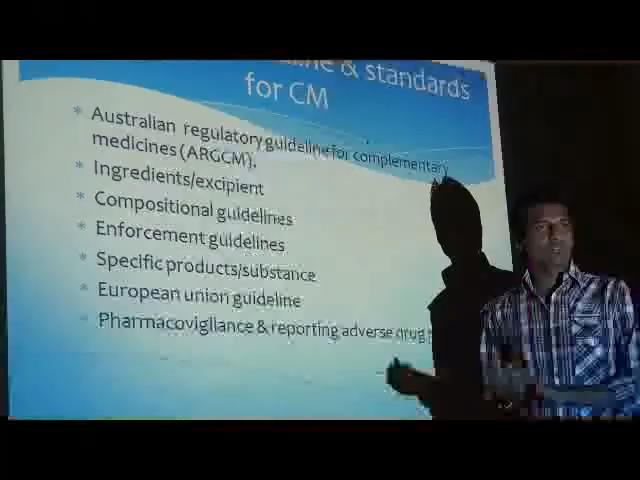 & standards
for CM
* Australian regulatory guideline for complementary
medicines (ARGCM).
* Ingredients/excipient
* Compositional guidelines
* Enforcement guidelines
* Specific products/substance
* European union guideline
* Pharmacovigilance & reporting adverse drug